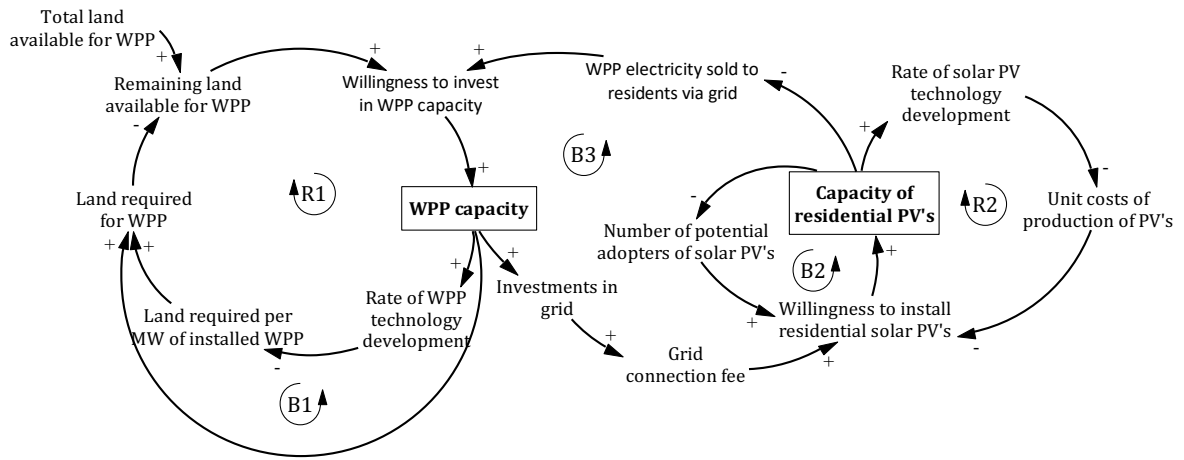 Total land
available for WPP
+
Remaining land
available for WPP
+
Willingness to invest
in WPP capacity
+
WPP electricity sold to
residents via grid
-
Rate of solar PV
technology
development
+
-
-
Land required
for WPP
+
+
R1
+
WPP capacity
B3
-
Number of potential
adopters of solar PV's
Capacity of
residential PV's
R2
Unit costs of
production of PV's
B2
+
+
Land required per
MW of installed WPP
-
+
Rate of WPP
technology
development
+
Investments in
grid
+
Grid
connection fee
+
+
Willingness to install
residential solar PV's
-
B1